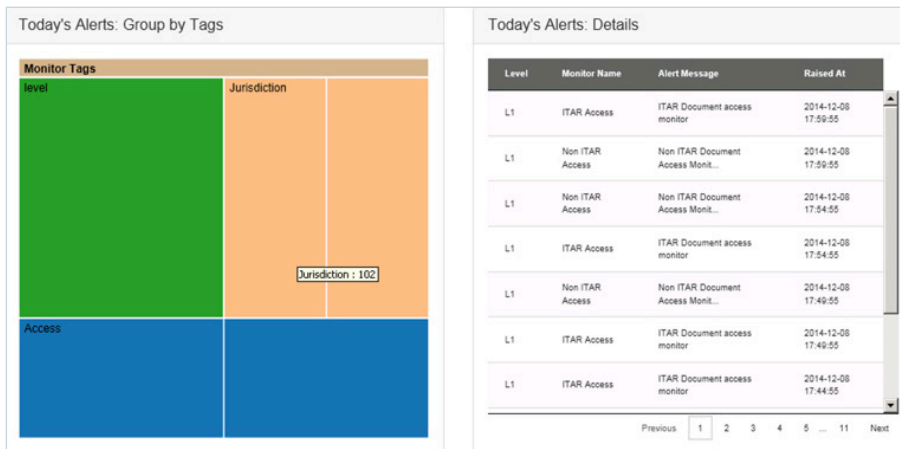 Today's Alerts: Group by Tags
Monitor Tags
level
Jurisdiction
Jurisdiction : 102
Access
Today's Alerts: Details
Level Monitor Name Alert Message Raised At
L1 ITAR Access ITAR Document access 2014-12-08
monitor 17:59:55
L1 Non ITAR Non ITAR Document 2014-12-08
Access Access Monit... 17:59:55
L1 Non ITAR Non ITAR Document 2014-12-08
Access Access Monit... 17:54:55
L1 ITAR Access ITAR Document access 2014-12-08
monitor 17:54:55
L1 Non ITAR Non ITAR Document 2014-12-08
Access Access Monit... 17:49:55
L1 ITAR Access ITAR Document access 2014-12-08
monitor 17:49:55
L1 ITAR Access ITAR Document access 2014-12-08
monitor 17:44:55
Previous 1 2 3 4 5 ... 11 Next